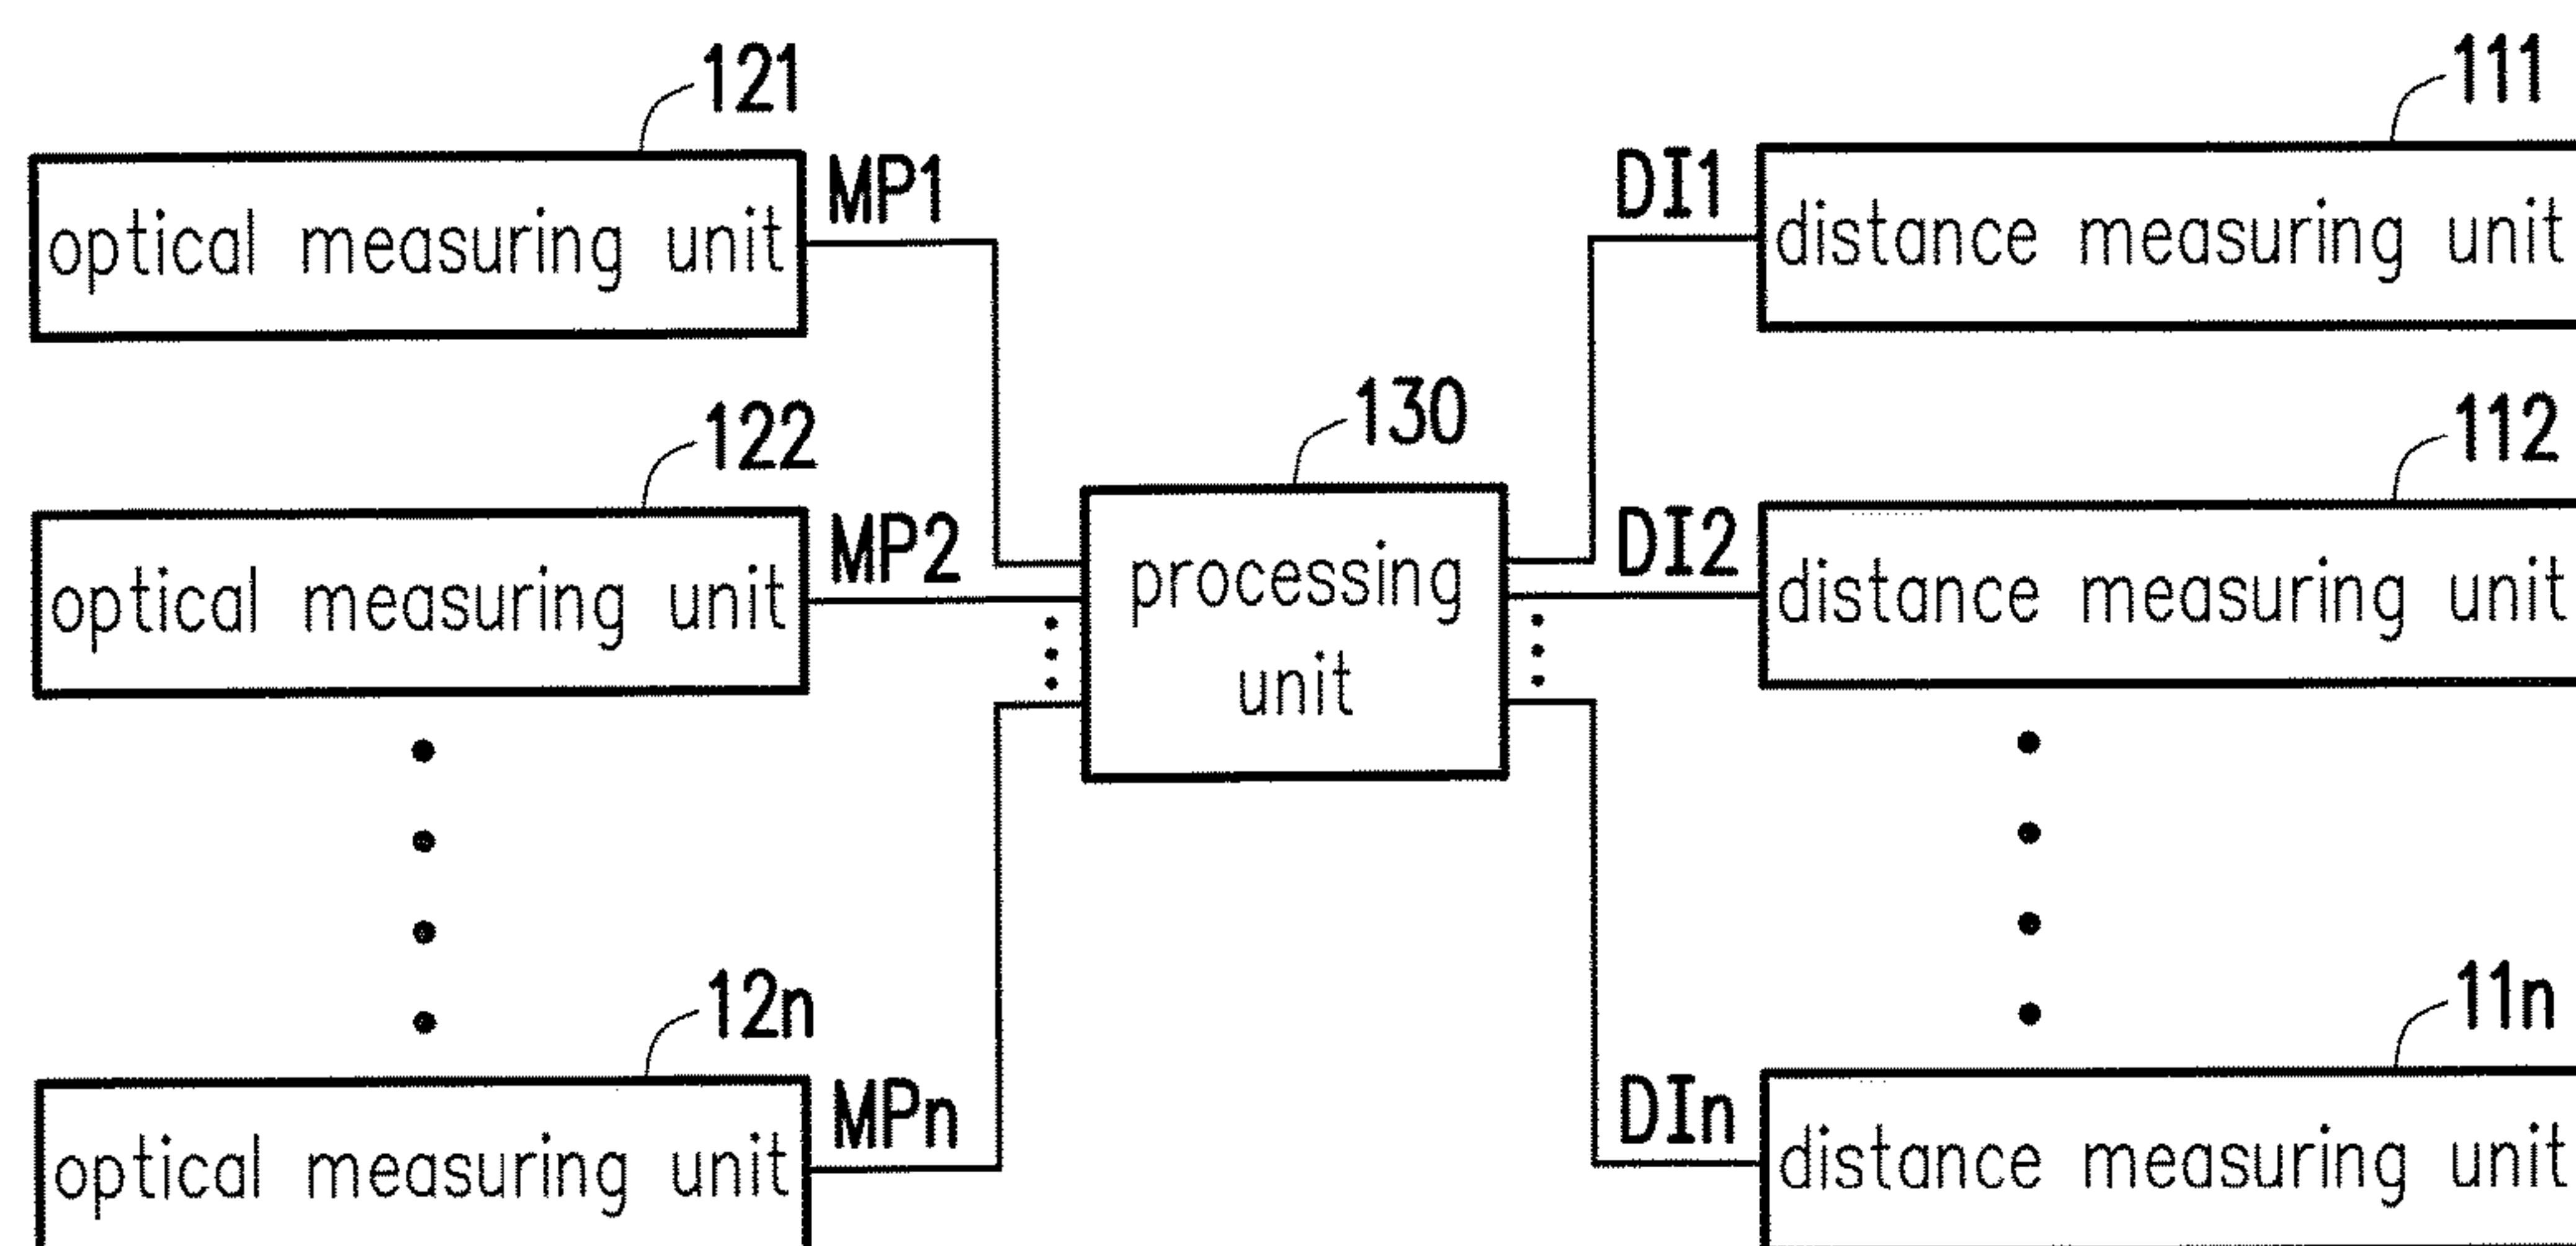 121
111
MP1
DI1
optical measuring unit
distance measuring unit
130
122
112
MP2
DI2
optical measuring unit
processing
unit
distance measuring unit
12n
11n
MPn
DIn
optical measuring unit
distance measuring unit